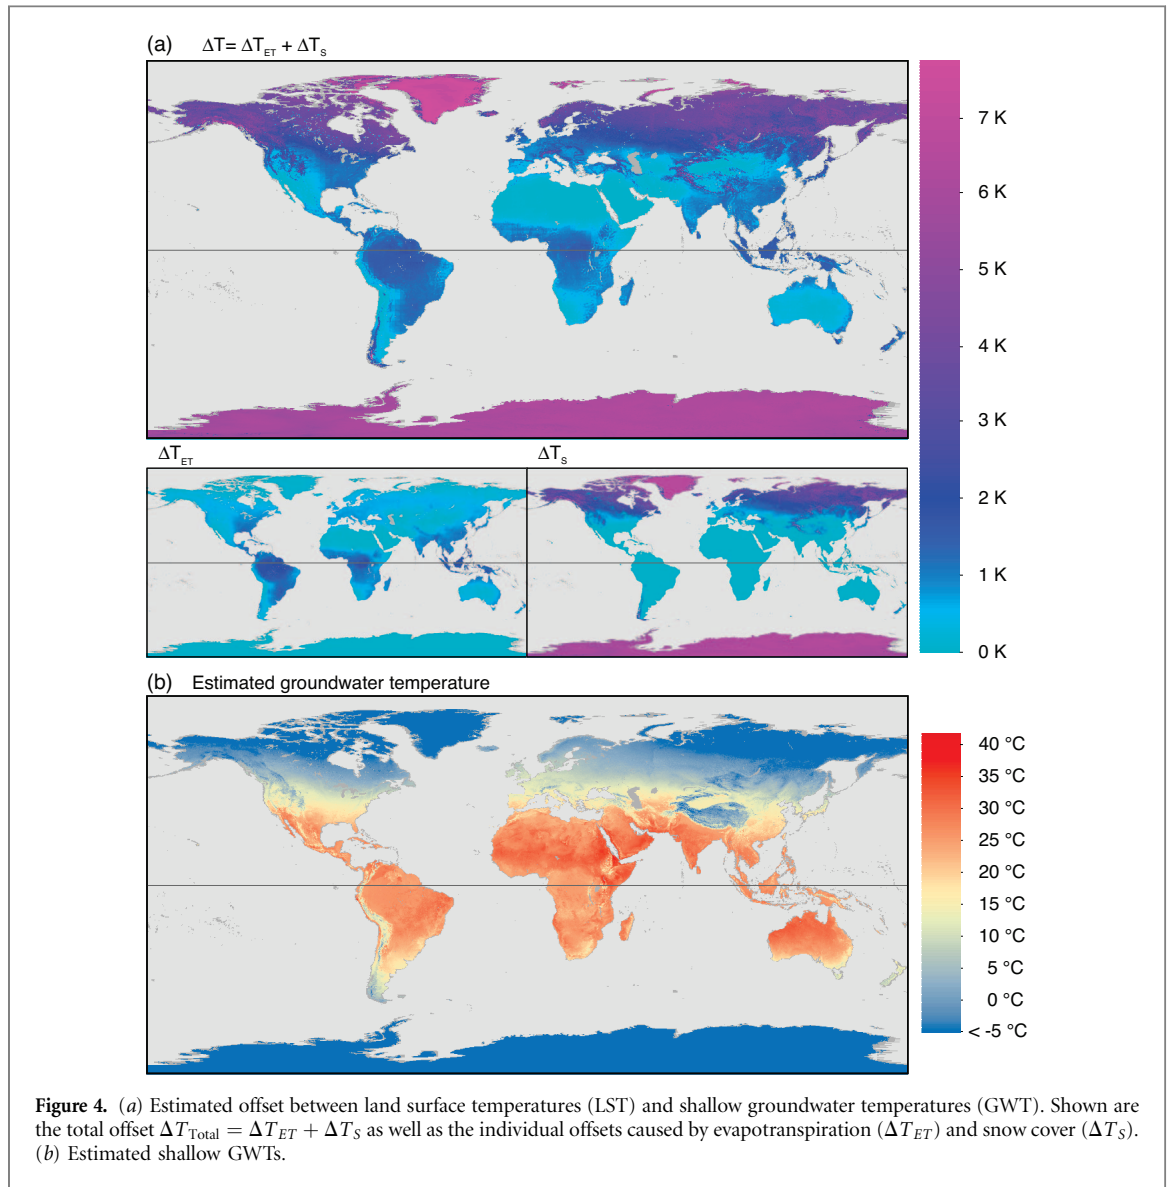 (a) ΔT= ΔT_ET + ΔT_S
7 K
6 K
5 K
4 K
3 K
2 K
1 K
0 K
ΔT_ET
ΔT_S
(b) Estimated groundwater temperature
40 °C
35 °C
30 °C
25 °C
20 °C
15 °C
10 °C
5 °C
0 °C
< -5 °C
Figure 4. (a) Estimated offset between land surface temperatures (LST) and shallow groundwater temperatures (GWT). Shown are
the total offset ΔT_Total = ΔT_ET + ΔT_S as well as the individual offsets caused by evapotranspiration (ΔT_ET) and snow cover (ΔT_S).
(b) Estimated shallow GWTs.